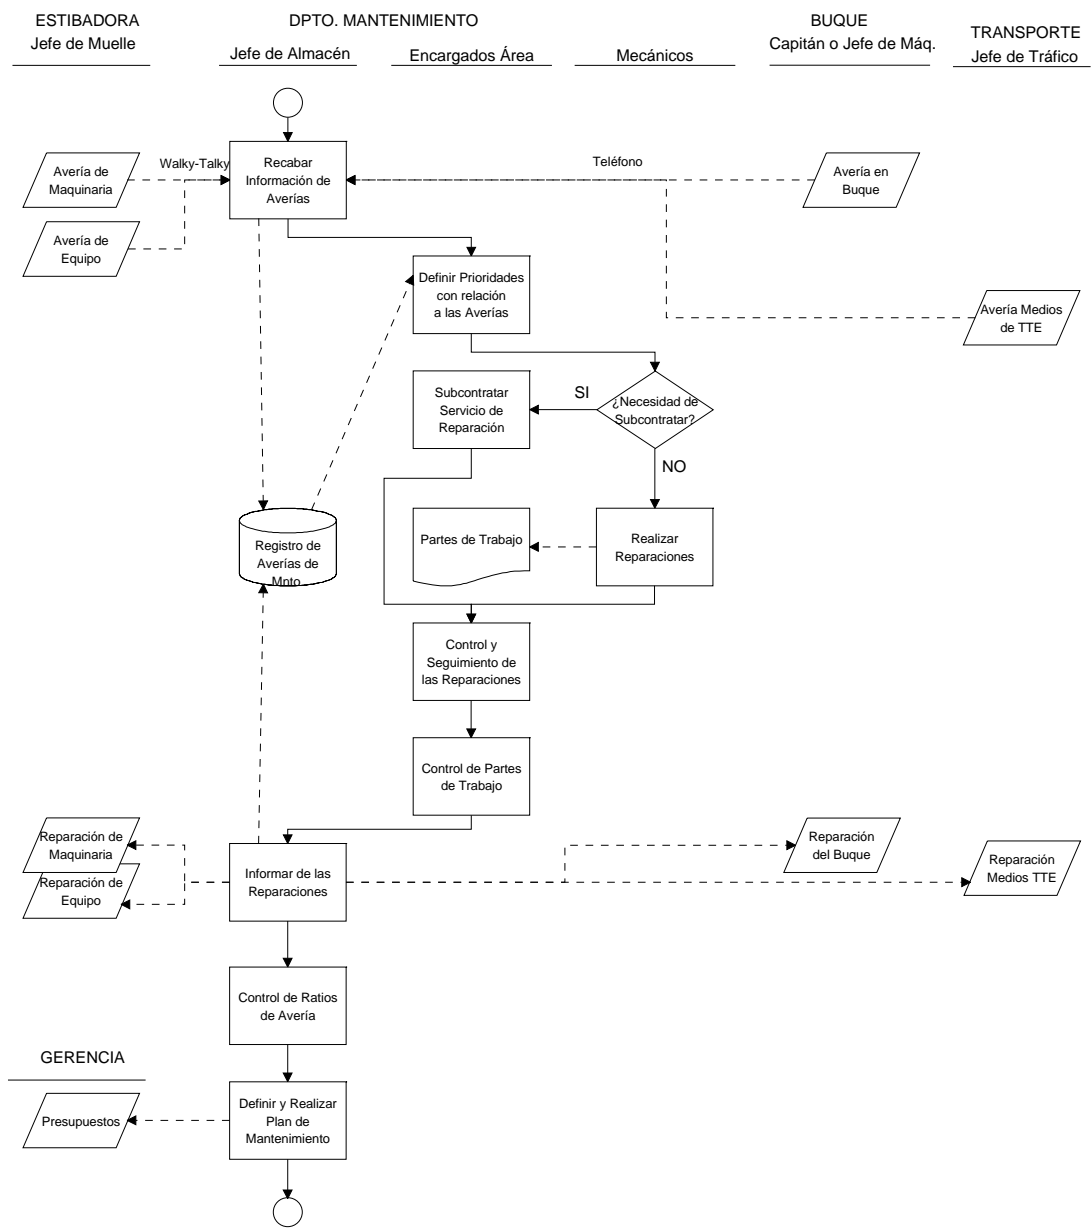 ESTIBADORA
Jefe de Muelle
DPTO. MANTENIMIENTO
Jefe de Almacén
Encargados Área
Mecánicos
BUQUE
Capitán o Jefe de Máq.
TRANSPORTE
Jefe de Tráfico
Avería de
Maquinaria
Walky-Talky
Recabar
Información de
Averías
Teléfono
Avería en
Buque
Avería de
Equipo
Definir Prioridades
con relación
a las Averías
Avería Medios
de TTE
Subcontratar
Servicio de
Reparación
SI
¿Necesidad de
Subcontratar?
NO
Registro de
Averías de
Mnto
Partes de Trabajo
Realizar
Reparaciones
Control y
Seguimiento de
las Reparaciones
Control de Partes
de Trabajo
Reparación de
Maquinaria
Reparación de
Equipo
Informar de las
Reparaciones
Reparación
del Buque
Reparación
Medios TTE
Control de Ratios
de Avería
GERENCIA
Presupuestos
Definir y Realizar
Plan de
Mantenimiento